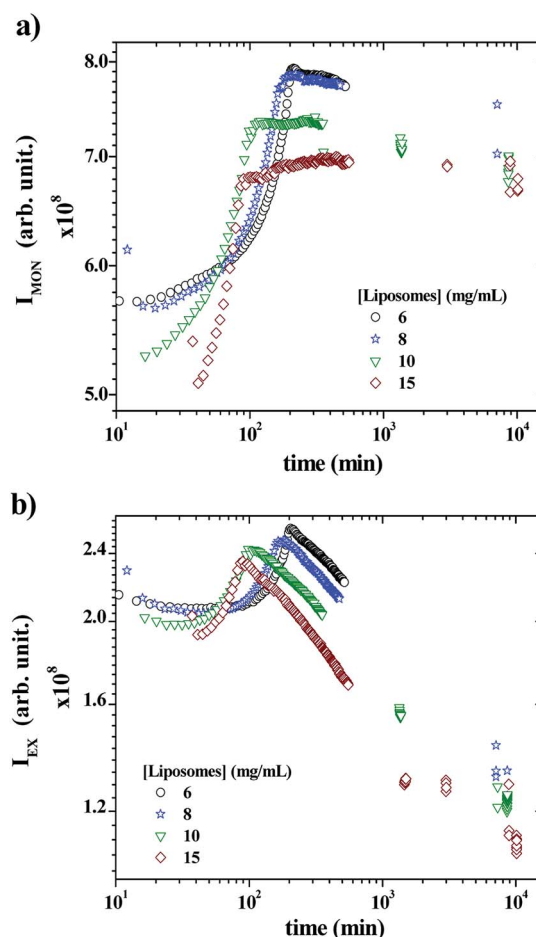 a)
8.0
7.0
6.0
5.0
I_MON (arb. unit.)
x10^8
[Liposomes] (mg/mL)
6
8
10
15
10^1 10^2 10^3 10^4
time (min)
b)
2.4
2.0
1.6
1.2
I_EX (arb. unit.)
x10^8
[Liposomes] (mg/mL)
6
8
10
15
10^1 10^2 10^3 10^4
time (min)